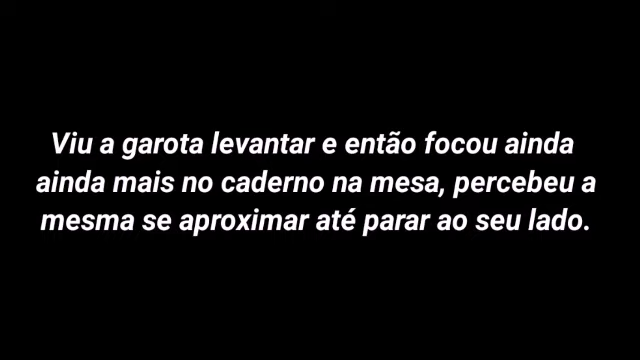 Viu a garota levantar e então focou ainda
ainda mais no caderno na mesa, percebeu a
mesma se aproximar até parar ao seu lado.